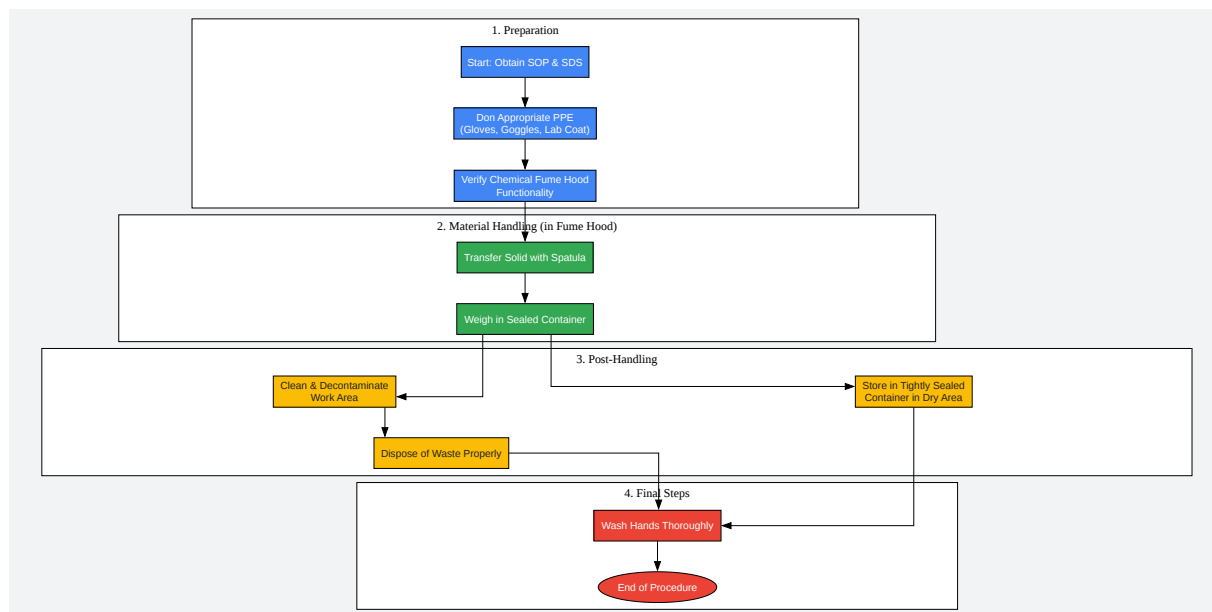 1. Preparation
Start: Obtain SOP & SDS
Don Appropriate PPE
(Gloves, Goggles, Lab Coat)
Verify Chemical Fume Hood
Functionality
2. Material Handling (in Fume Hood)
Transfer Solid with Spatula
Weigh in Sealed Container
3. Post-Handling
Clean & Decontaminate
Work Area
Store in Tightly Sealed
Container in Dry Area
Dispose of Waste Properly
4. Final Steps
Wash Hands Thoroughly
End of Procedure